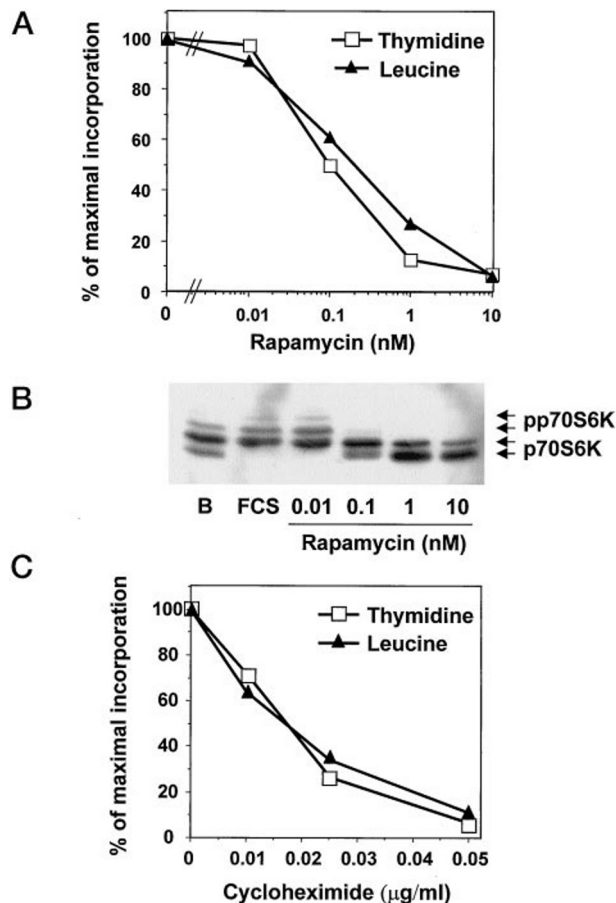 A
% of maximal incorporation
100
80
60
40
20
0
Thymidine
Leucine
0
0.01
0.1
1
10
Rapamycin (nM)
B
pp70S6K
p70S6K
B FCS 0.01 0.1 1 10
Rapamycin (nM)
C
% of maximal incorporation
100
80
60
40
20
0
Thymidine
Leucine
0 0.01 0.02 0.03 0.04 0.05
Cycloheximide (μg/ml)